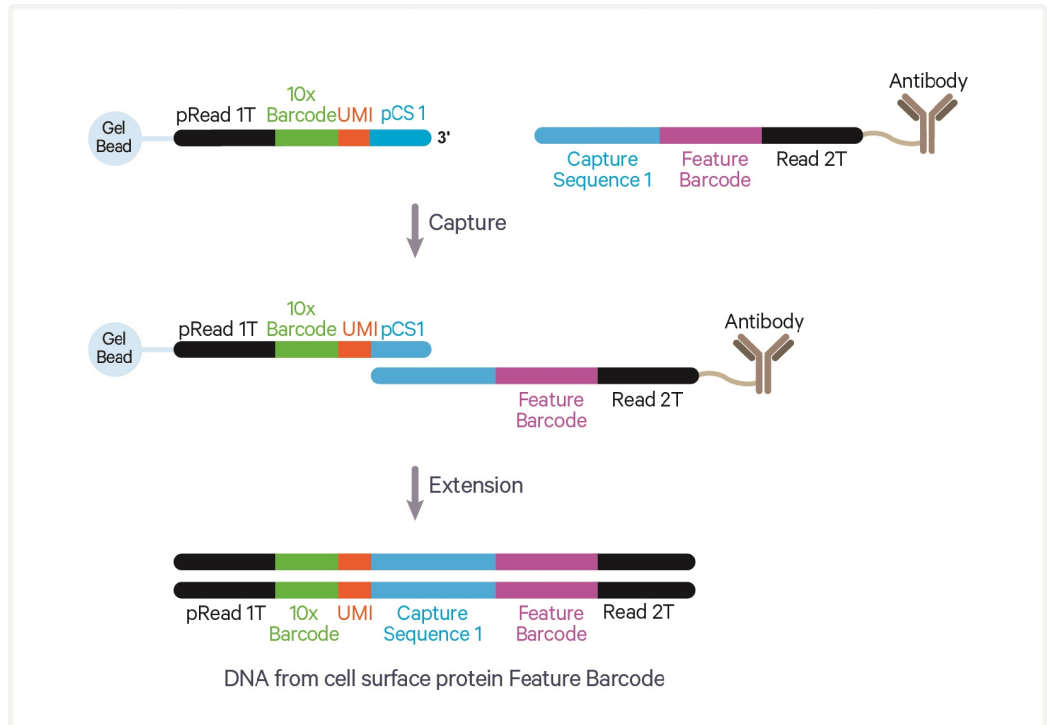 Antibody
10x
pRead 1T BarcodeUMI pCS 1
Gel
Bead
3'
Capture
Sequence 1
Feature
Barcode
Read 2T
Capture
10x
pRead 1T Barcode UMI pCS1
Gel
Bead
Antibody
Feature
Barcode
Read 2T
Extension
pRead 1T
10x
Barcode
UMI
Capture
Sequence 1
Feature
Barcode
Read 2T
DNA from cell surface protein Feature Barcode